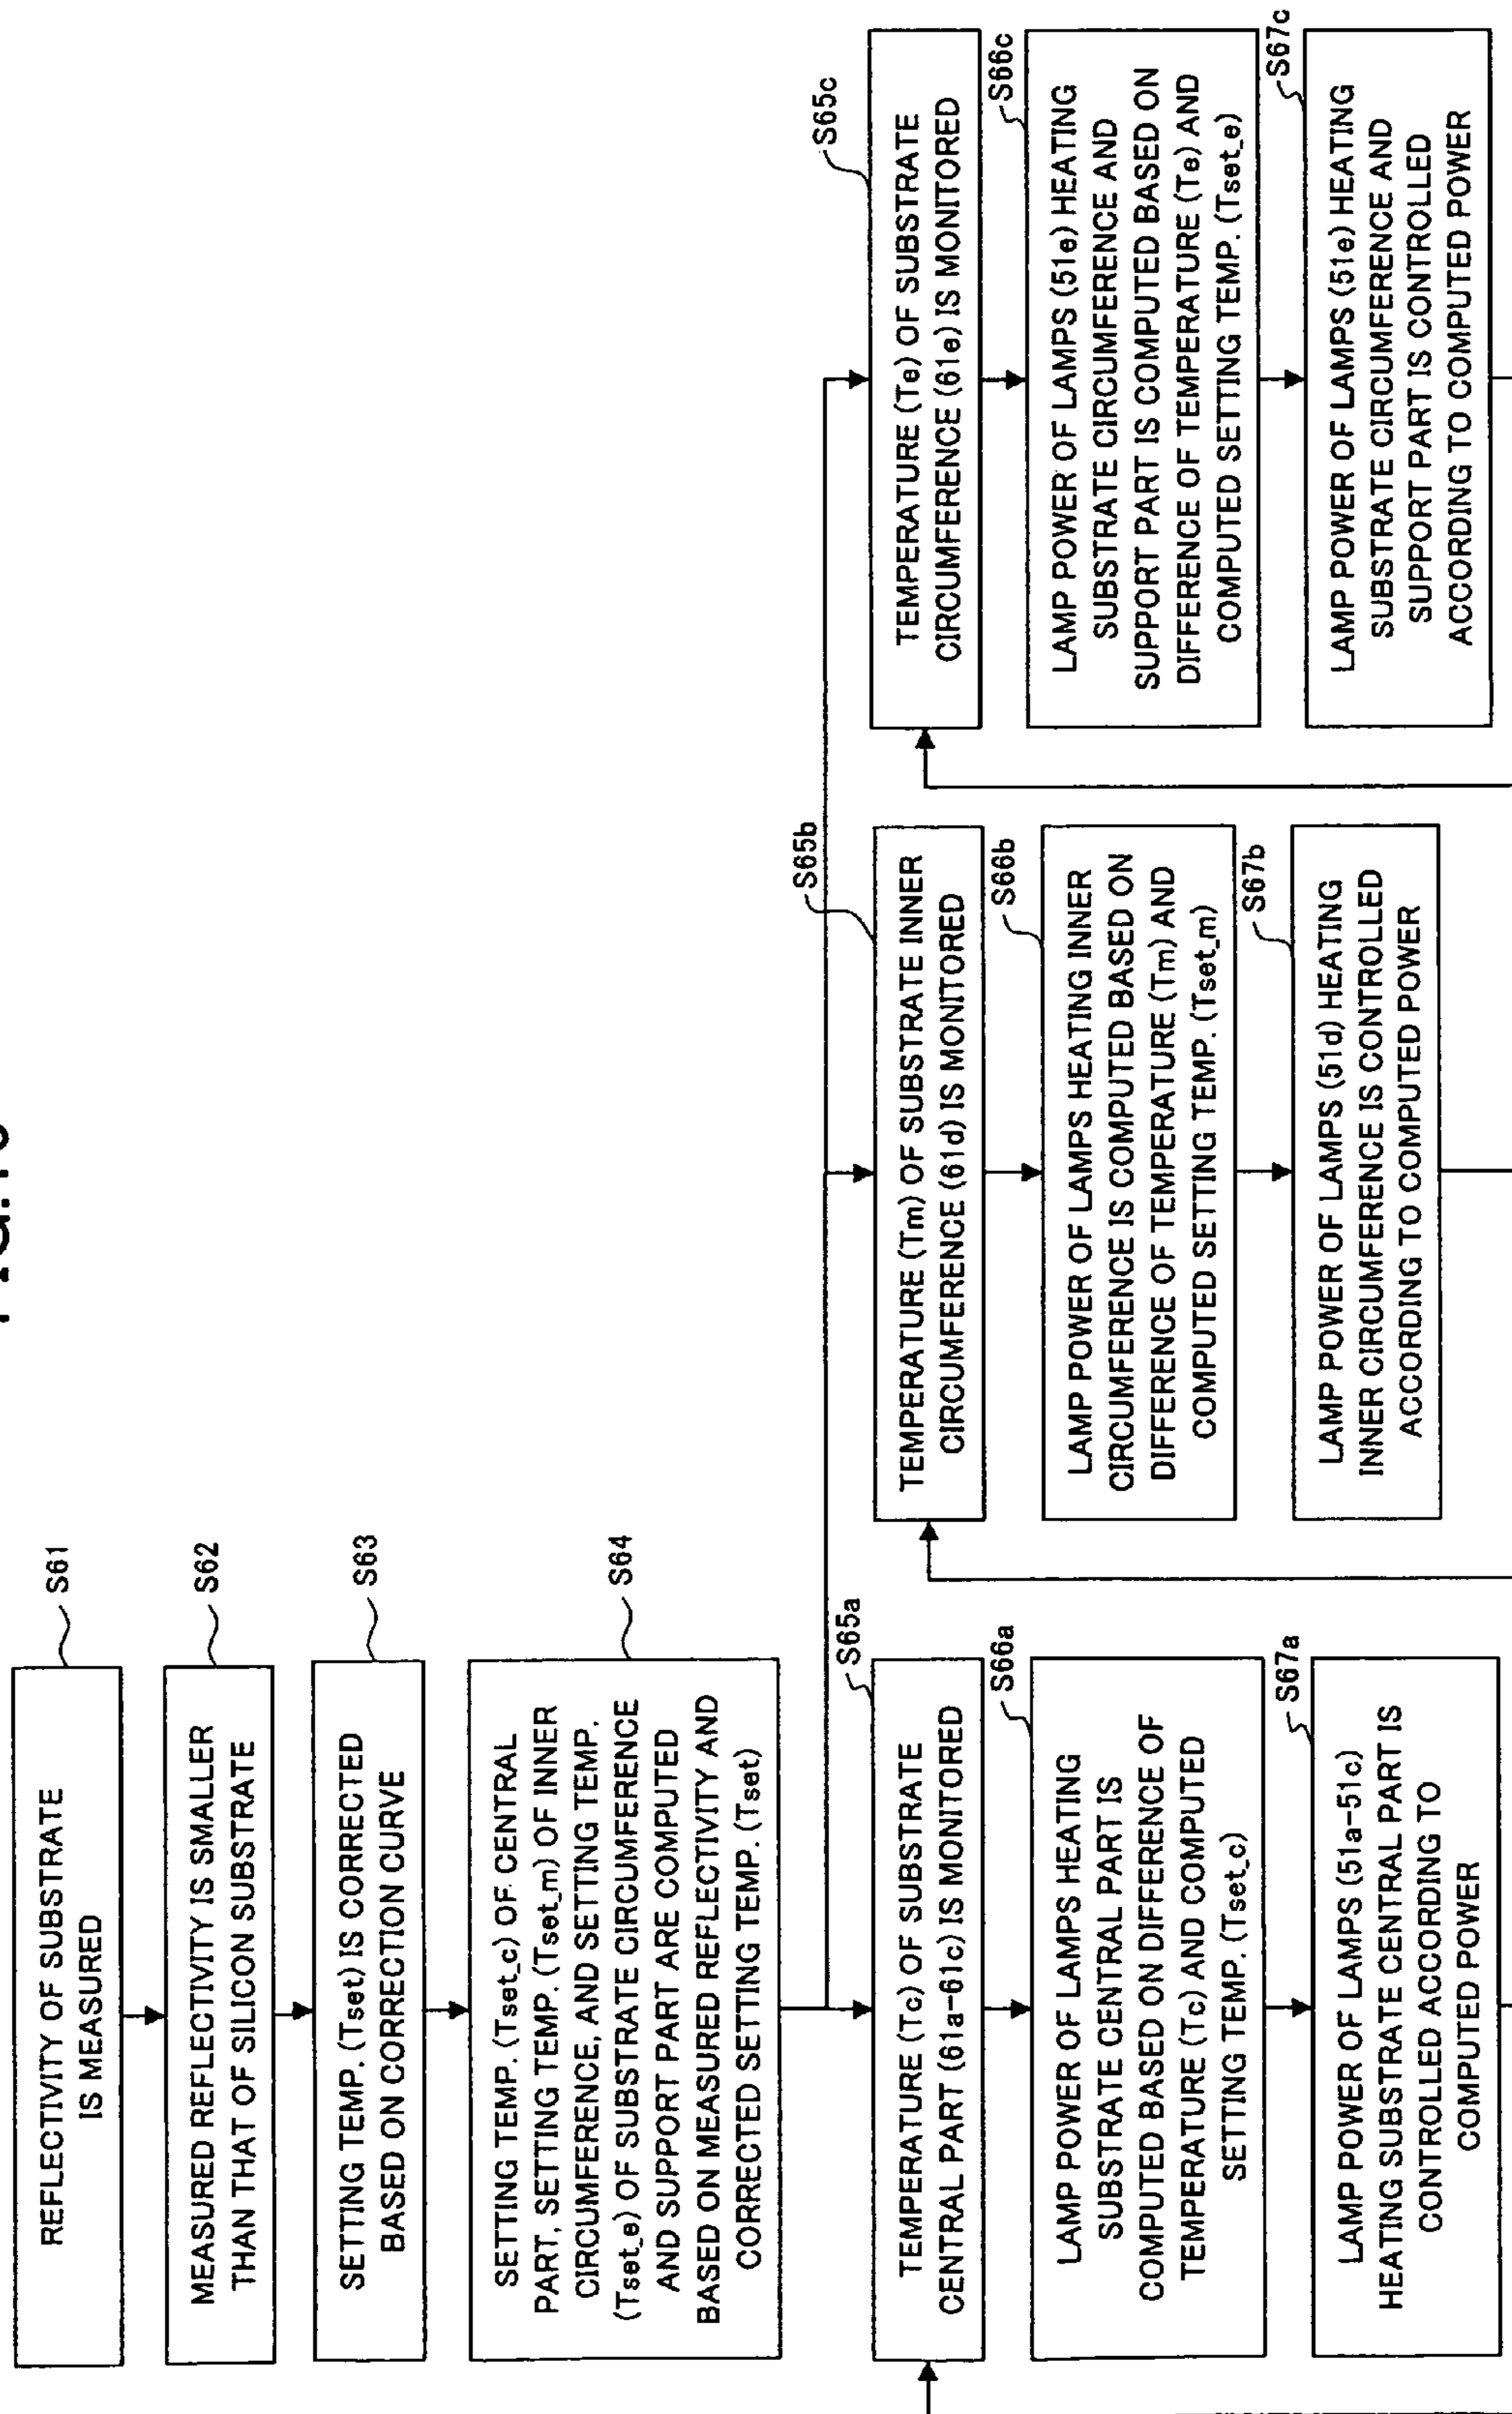 S61
REFLECTIVITY OF SUBSTRATE
IS MEASURED
S62
MEASURED REFLECTIVITY IS SMALLER
THAN THAT OF SILICON SUBSTRATE
S63
SETTING TEMP. (Tset) IS CORRECTED
BASED ON CORRECTION CURVE
S64
SETTING TEMP. (Tset_c) OF CENTRAL
PART, SETTING TEMP. (Tset_m) OF INNER
CIRCUMFERENCE, AND SETTING TEMP.
(Tset_e) OF SUBSTRATE CIRCUMFERENCE
AND SUPPORT PART ARE COMPUTED
BASED ON MEASURED REFLECTIVITY AND
CORRECTED SETTING TEMP. (Tset)
S65a
TEMPERATURE (Tc) OF SUBSTRATE
CENTRAL PART (61a-61c) IS MONITORED
S66a
LAMP POWER OF LAMPS HEATING
SUBSTRATE CENTRAL PART IS
COMPUTED BASED ON DIFFERENCE OF
TEMPERATURE (Tc) AND COMPUTED
SETTING TEMP. (Tset_c)
S67a
LAMP POWER OF LAMPS (51a-51c)
HEATING SUBSTRATE CENTRAL PART IS
CONTROLLED ACCORDING TO
COMPUTED POWER
S65b
TEMPERATURE (Tm) OF SUBSTRATE INNER
CIRCUMFERENCE (61d) IS MONITORED
S66b
LAMP POWER OF LAMPS HEATING INNER
CIRCUMFERENCE IS COMPUTED BASED ON
DIFFERENCE OF TEMPERATURE (Tm) AND
COMPUTED SETTING TEMP. (Tset_m)
S67b
LAMP POWER OF LAMPS (51d) HEATING
INNER CIRCUMFERENCE IS CONTROLLED
ACCORDING TO COMPUTED POWER
S65c
TEMPERATURE (Te) OF SUBSTRATE
CIRCUMFERENCE (61e) IS MONITORED
S66c
LAMP POWER OF LAMPS (51e) HEATING
SUBSTRATE CIRCUMFERENCE AND
SUPPORT PART IS COMPUTED BASED ON
DIFFERENCE OF TEMPERATURE (Te) AND
COMPUTED SETTING TEMP. (Tset_e)
S67c
LAMP POWER OF LAMPS (51e) HEATING
SUBSTRATE CIRCUMFERENCE AND
SUPPORT PART IS CONTROLLED
ACCORDING TO COMPUTED POWER